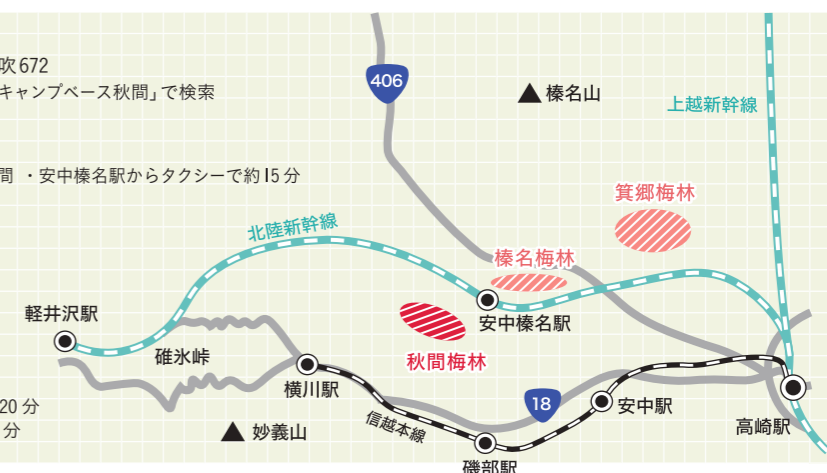 吹672
キャンプベース秋間」で検索
間 ・安中榛名駅からタクシーで約15分
406
榛名山
上越新幹線
箕郷梅林
北陸新幹線
榛名梅林
軽井沢駅
安中榛名駅
碓氷峠
秋間梅林
横川駅
18
安中駅
20分
分
妙義山
信越本線
高崎駅
磯部駅